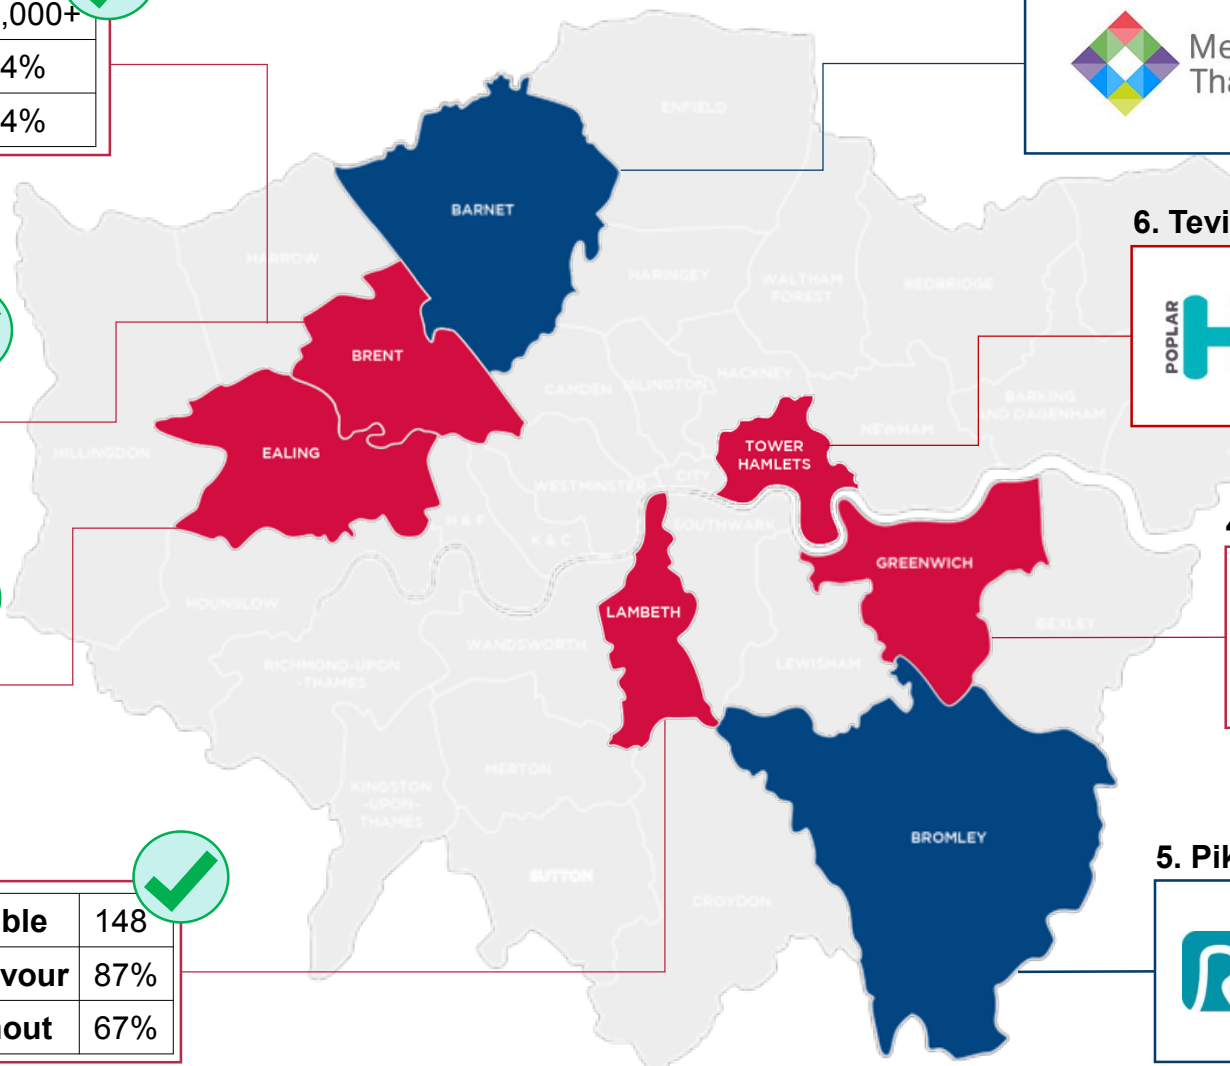 ,000+
4%
4%
Me
Tha
ENFIELD
BARNET
6. Tevi
HARROW
HARINGEY
WALTHAM
FOREST
REDBRIDGE
POPLAR
H
BRENT
CAMDEN
ISLINGTON
HACKNEY
BARKING
AND DAGENHAM
HILLINGDON
EALING
TOWER
HAMLETS
NEWHAM
WESTMINSTER
CITY
H & F
K & C
SOUTHWARK
GREENWICH
HOUNSLOW
LAMBETH
BEXLEY
RICHMOND-UPON
-THAMES
WANDSWORTH
LEWISHAM
MERTON
KINGSTON
-UPON-
THAMES
BROMLEY
5. Pik
SUTTON
CROYDON
ble 148
vour 87%
out 67%